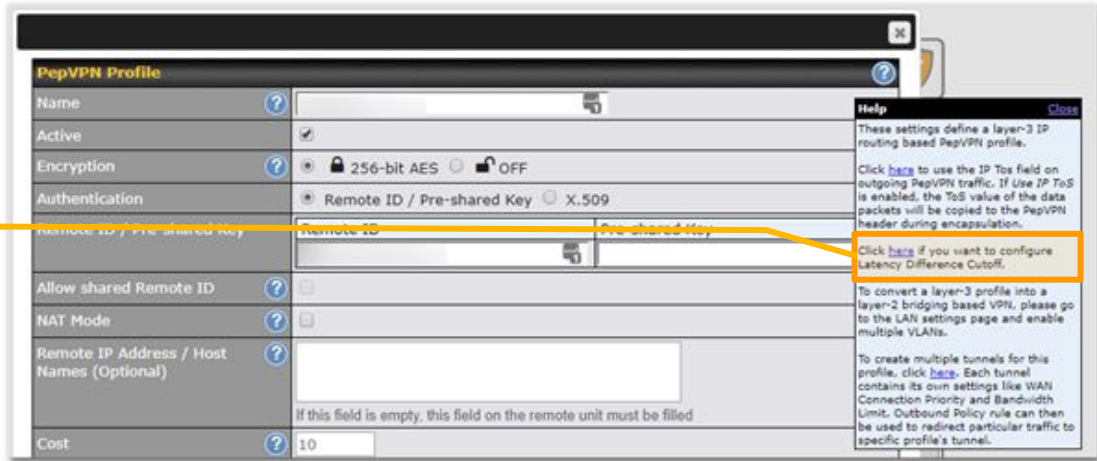 PepVPN Profile
Name
Active
Encryption
256-bit AES
OFF
Authentication
Remote ID / Pre-shared Key
X.509
Remote ID / Pre-shared Key
Remote ID
Pre-shared Key
Allow shared Remote ID
NAT Mode
Remote IP Address / Host
Names (Optional)
If this field is empty, this field on the remote unit must be filled
Cost
10
Help
Close
These settings define a layer-3 IP
routing based PepVPN profile.
Click here to use the IP Tos field on
outgoing PepVPN traffic. If Use IP ToS
is enabled, the ToS value of the data
packets will be copied to the PepVPN
header during encapsulation.
Click here if you want to configure
Latency Difference Cutoff.
To convert a layer-3 profile into a
layer-2 bridging based VPN, please go
to the LAN settings page and enable
multiple VLANs.
To create multiple tunnels for this
profile, click here. Each tunnel
contains its own settings like WAN
Connection Priority and Bandwidth
Limit. Outbound Policy rule can then
be used to redirect particular traffic to
specific profile's tunnel.